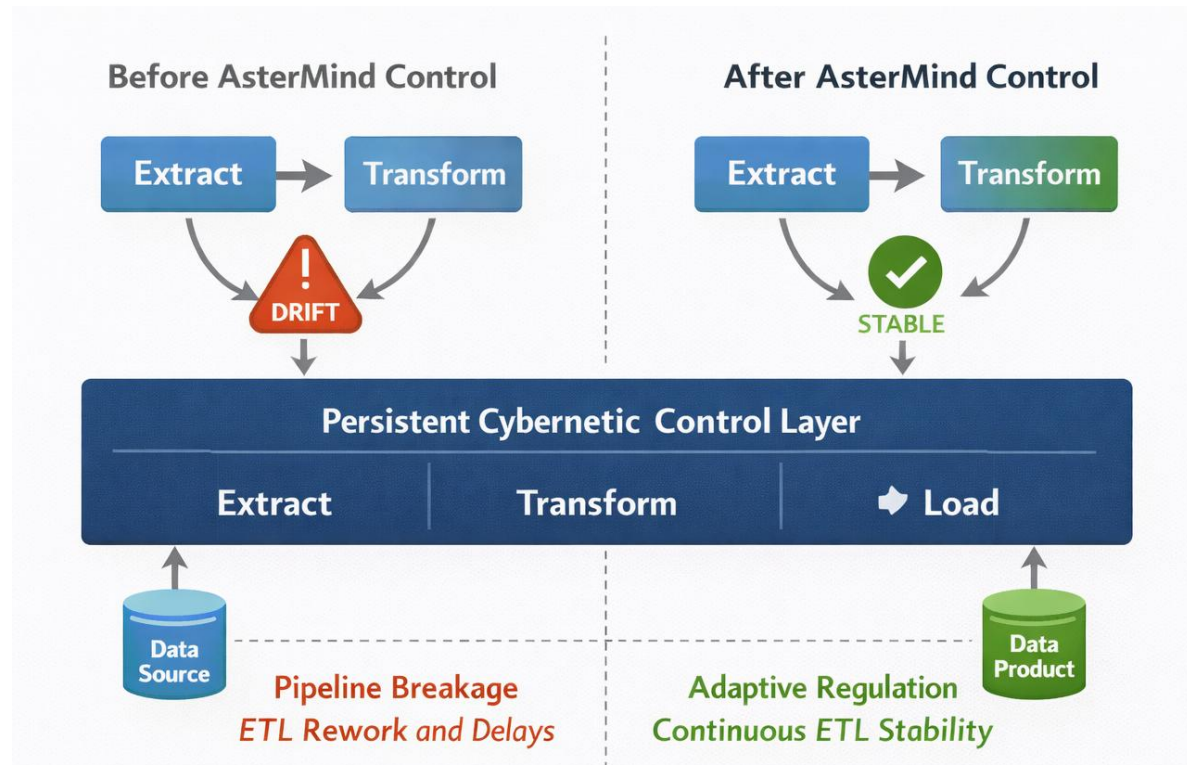 Before AsterMind Control
After AsterMind Control
Extract
Transform
Extract
Transform
!
DRIFT
STABLE
Persistent Cybernetic Control Layer
Extract
Transform
Load
Data
Source
Data
Product
Pipeline Breakage
ETL Rework and Delays
Adaptive Regulation
Continuous ETL Stability